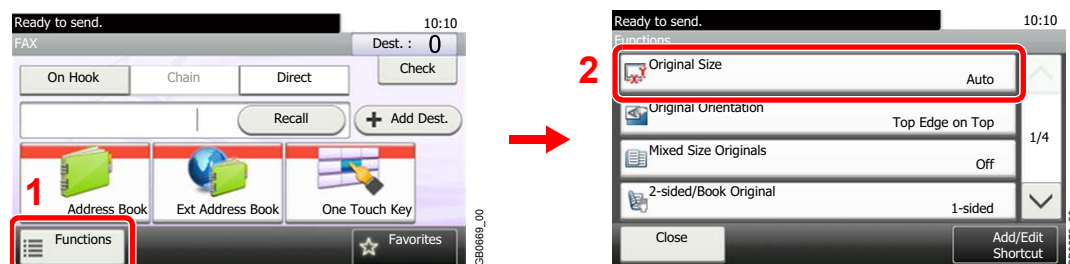 Ready to send.
10:10
FAX
Dest. :
0
On Hook
Chain
Direct
Check
Recall
Add Dest.
1
Address Book
Ext Address Book
One Touch Key
Functions
Favorites
GB0669_00
Ready to send.
10:10
Functions
2
Original Size
Auto
Original Orientation
Top Edge on Top
1/4
Mixed Size Originals
Off
2-sided/Book Original
1-sided
Close
Add/Edit
Shortcut